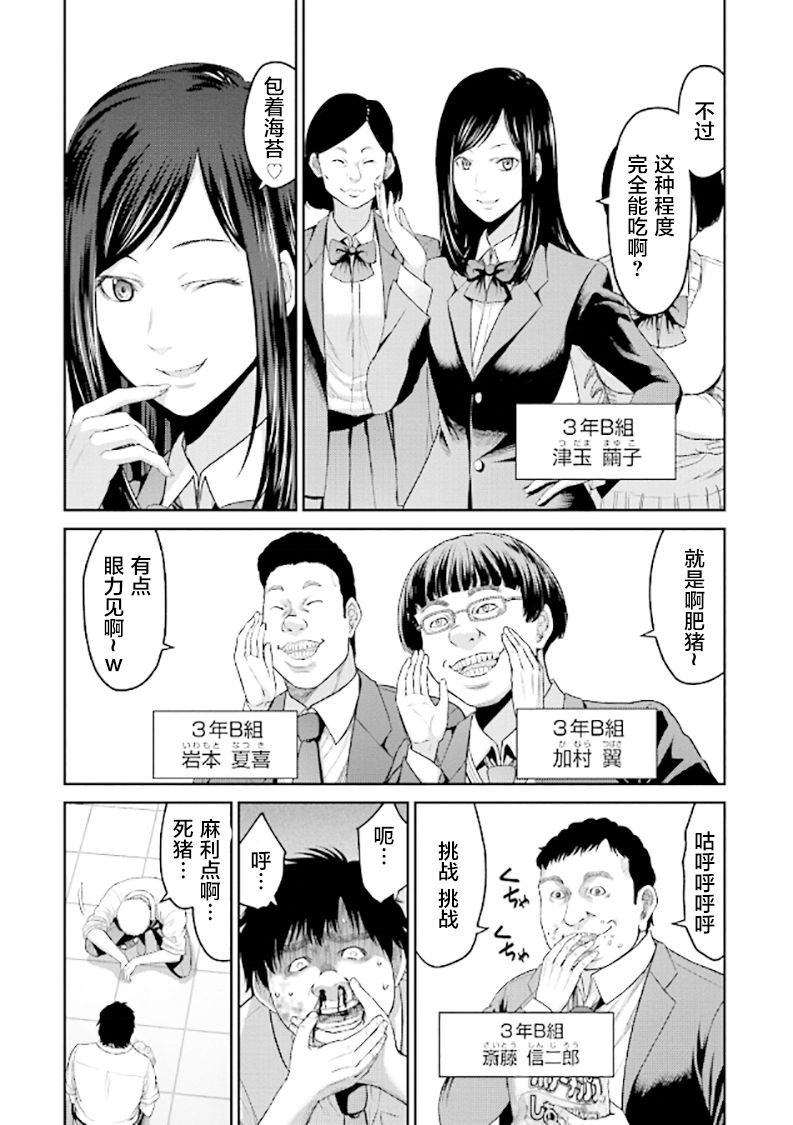 不过
这种程度
完全能吃啊?
3年B組
つだま まゆこ
津玉 繭子
包着海苔♡
就是啊肥猪~
3年B組
かむら つばさ
加村 翼
有点
眼力见啊~w
3年B組
いわもと なつき
岩本 夏喜
咕呼呼呼呼
挑战 挑战
くちゃ
くちゃ
3年B組
さいとう しんじろう
斎藤 信二郎
呃…
呼…
麻利点啊…
死猪…